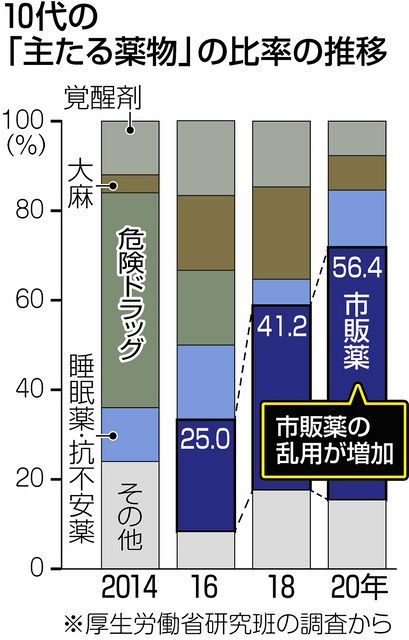 10代の
「主たる薬物」の比率の推移
覚醒剤
100
(%)
大麻
80
危険ドラッグ
60
56.4
市販薬
41.2
40
睡眠薬・抗不安薬
25.0
市販薬の
乱用が増加
20
その他
0
2014 16 18 20年
※厚生労働省研究班の調査から